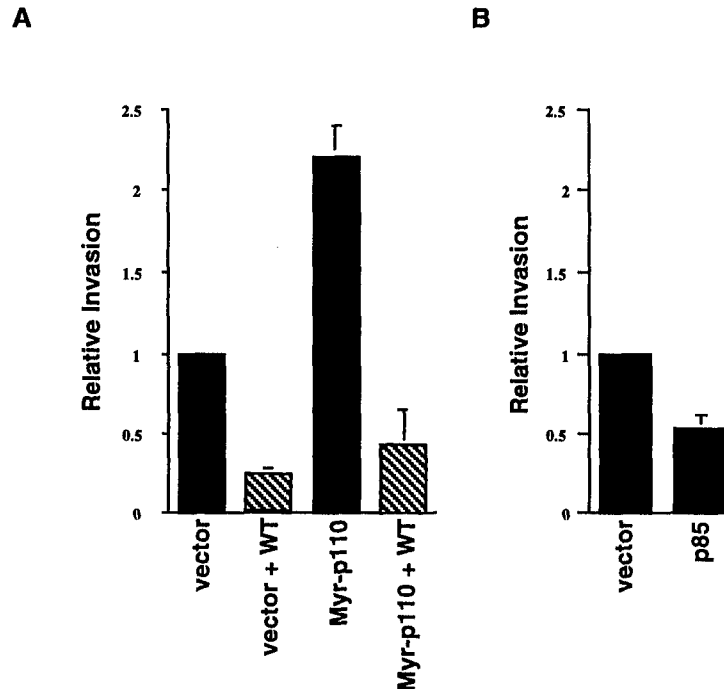 A
Relative Invasion
2.5
2
1.5
1
0.5
0
vector
vector + WT
Myr-p110
Myr-p110 + WT
B
Relative Invasion
2.5
2
1.5
1
0.5
0
vector
p85